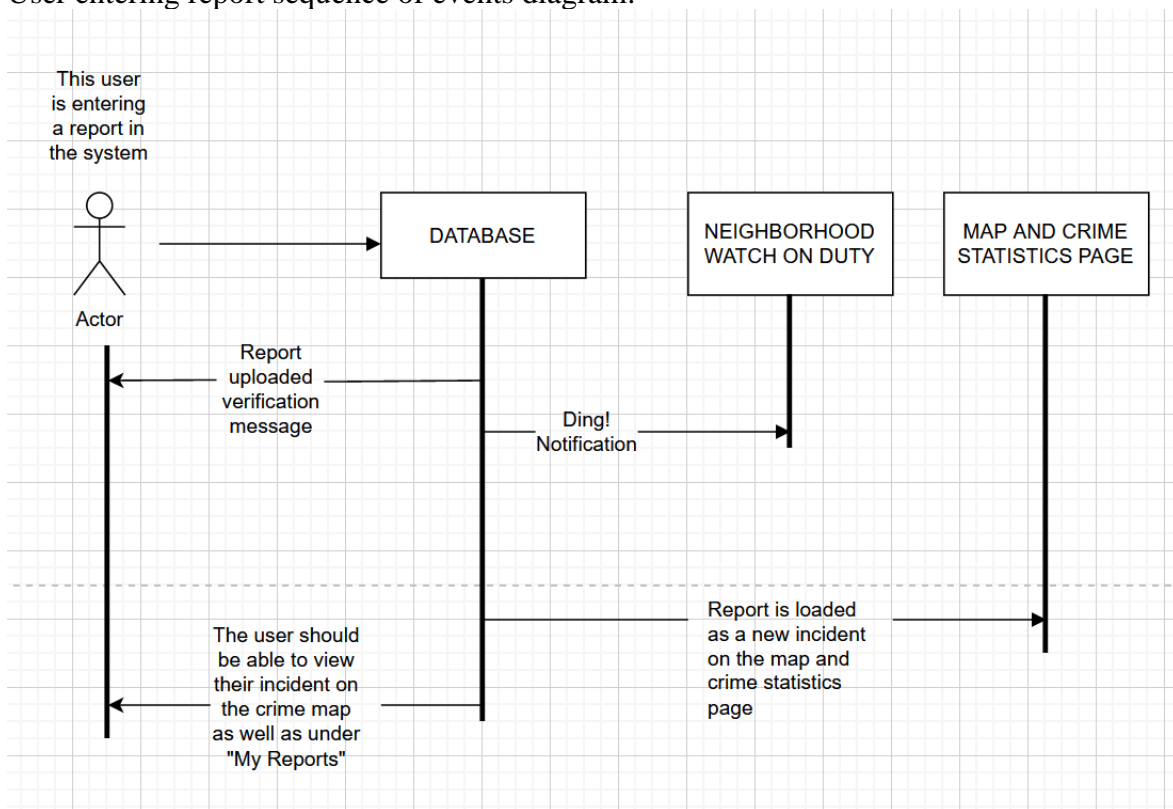 User entering report sequence of events diagram:
This user
is entering
a report in
the system
Actor
DATABASE
NEIGHBORHOOD
WATCH ON DUTY
MAP AND CRIME
STATISTICS PAGE
Report
uploaded
verification
message
Ding!
Notification
Report is loaded
as a new incident
on the map and
crime statistics
page
The user should
be able to view
their incident on
the crime map
as well as under
"My Reports"